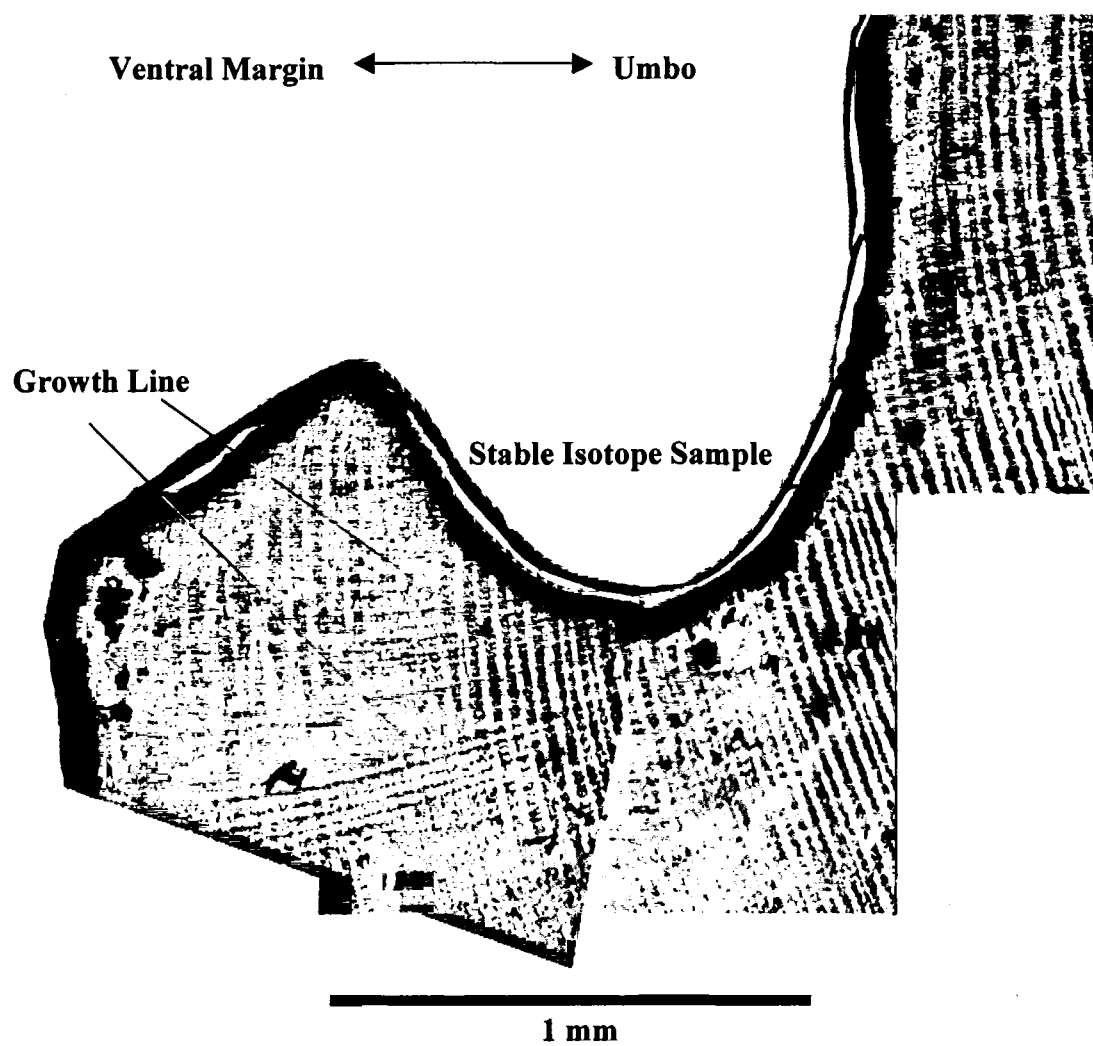 Ventral Margin
Umbo
Growth Line
Stable Isotope Sample
1 mm